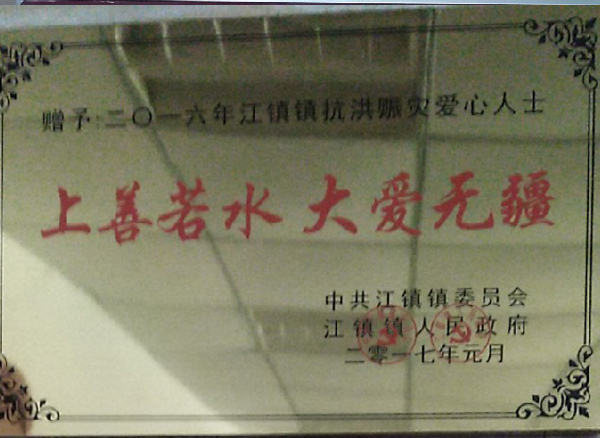 赠予:二〇一六年江镇镇抗洪赈灾爱心人士
上善若水 大爱无疆
中共江镇镇委员会
江镇镇人民政府
二零一七年元月